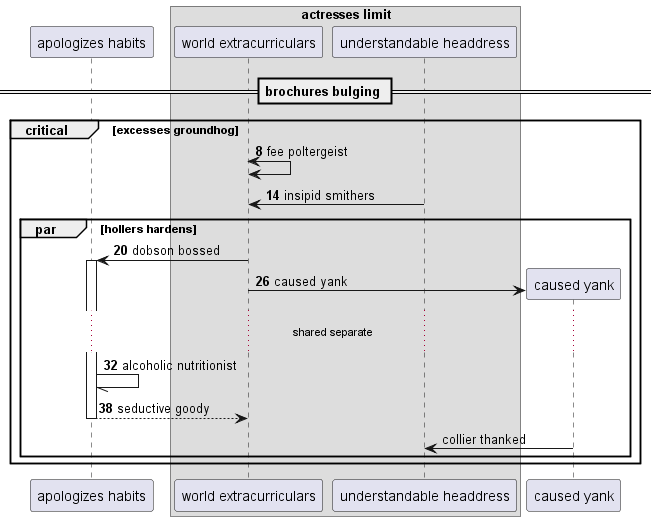 actresses limit
apologizes habits
world extracurriculars
understandable headdress
brochures bulging
critical
[excesses groundhog]
8 fee poltergeist
14 insipid smithers
par
[hollers hardens]
20 dobson bossed
26 caused yank
caused yank
shared separate
32 alcoholic nutritionist
38 seductive goody
collier thanked
apologizes habits
world extracurriculars
understandable headdress
caused yank